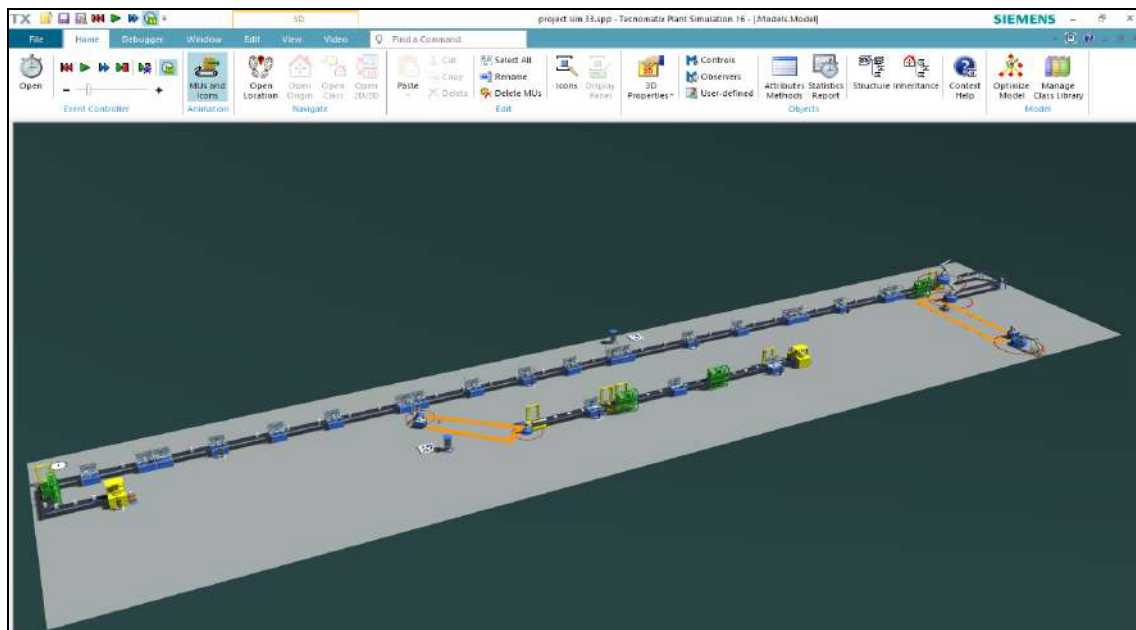 TX
3D
project sim 33.spp - Tecnomatix Plant Simulation 16 - [Models.Model]
SIEMENS
File Home Debugger Window Edit View Video Find a Command
Open
MUs and Icons
Open Location
Open Origin
Open Class
Open 2D/3D
Paste
Cut
Copy
Delete
Select All
Rename
Delete MUs
Icons
Display Panel
3D Properties
Controls
Observers
User-defined
Attributes Methods
Statistics Report
Structure
Inheritance
Context Help
Optimize Model
Manage Class Library
Event Controller
Animation
Navigate
Edit
Objects
Model